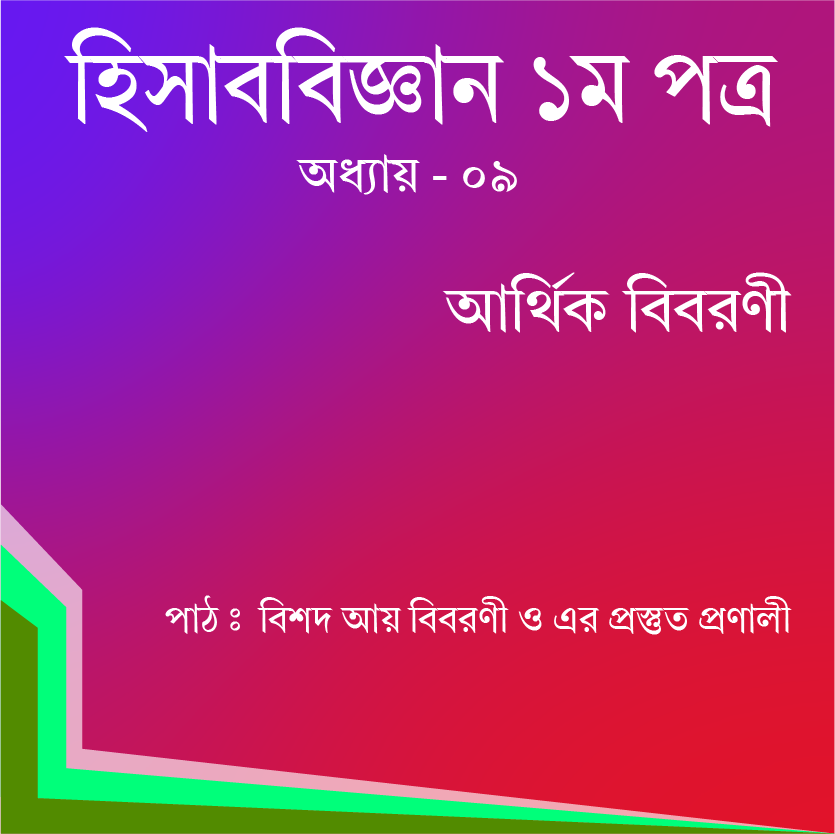 হিসাববিজ্ঞান ১ম পত্র
অধ্যায় - ০৯
আর্থিক বিবরণী
পাঠ ঃ বিশদ আয় বিবরণী ও এর প্রস্তুত প্রণালী